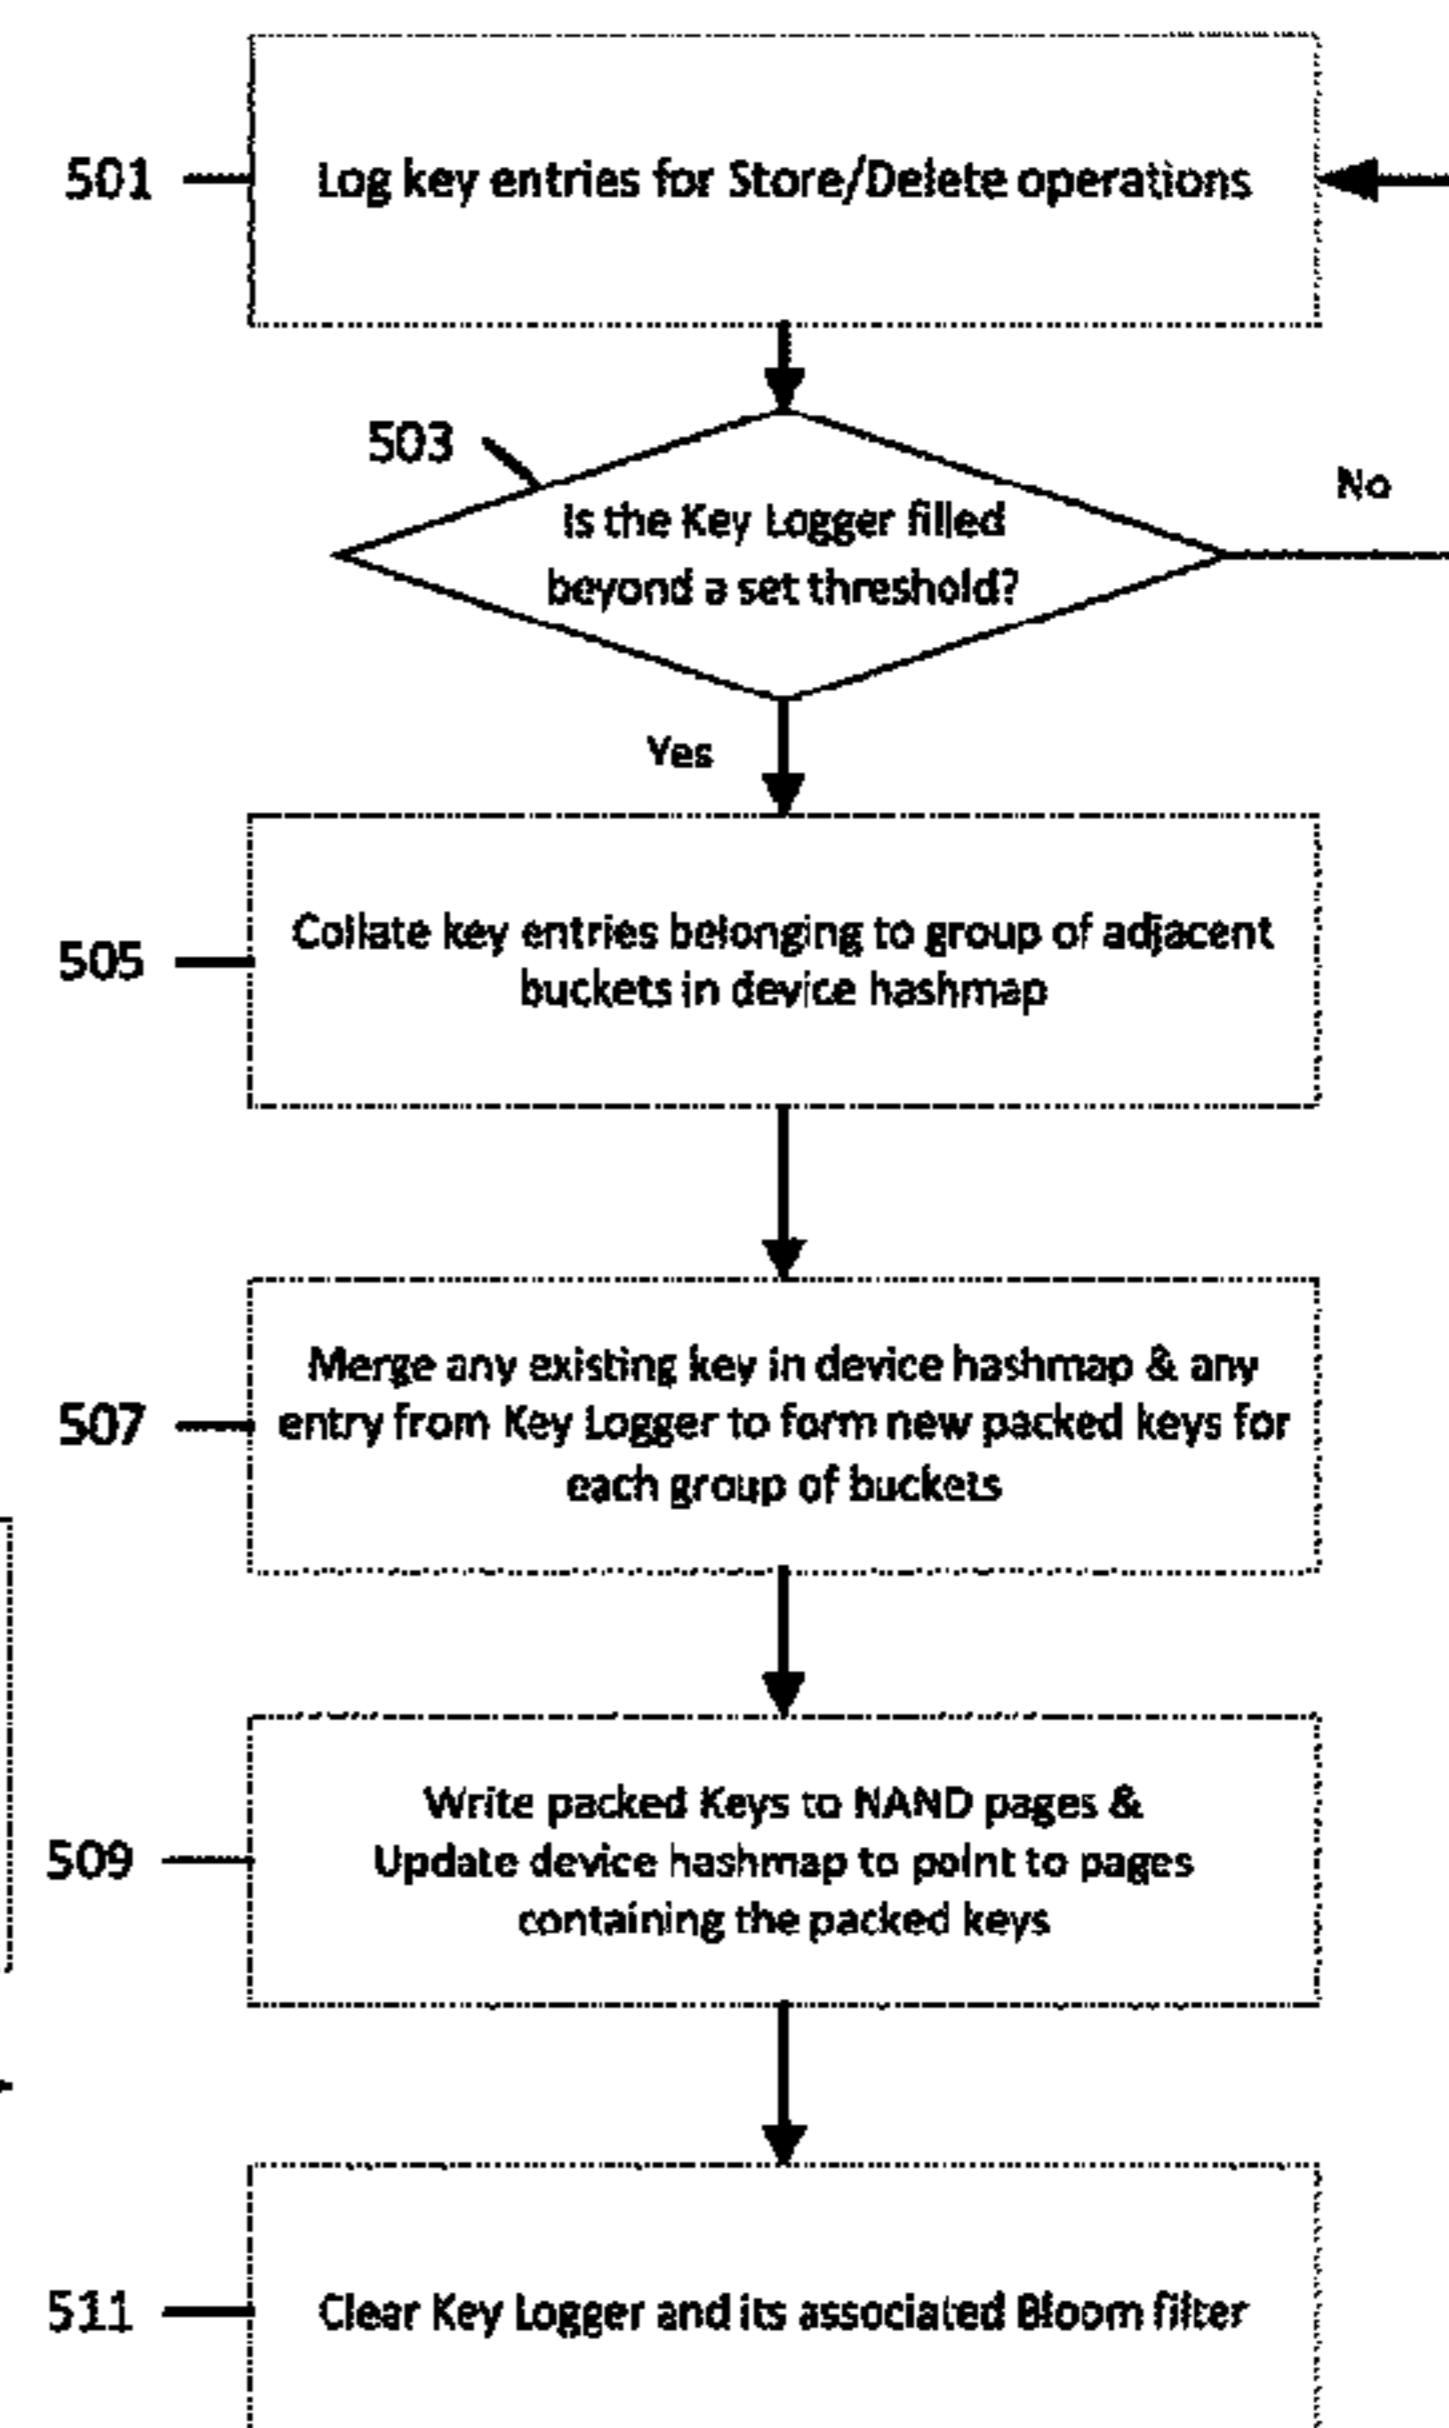 501
Log key entries for Store/Delete operations
503
No
Is the Key Logger filled
beyond a set threshold?
Yes
Collate key entries belonging to group of adjacent
505
buckets in device hashmap
Merge any existing key in device hashmap & any
507
entry from Key Logger to form new packed keys for
each group of buckets
Write packed Keys to NAND pages &
509
Update device hashmap to point to pages
containing the packed keys
511
Clear Key Logger and its associated Bloom filter